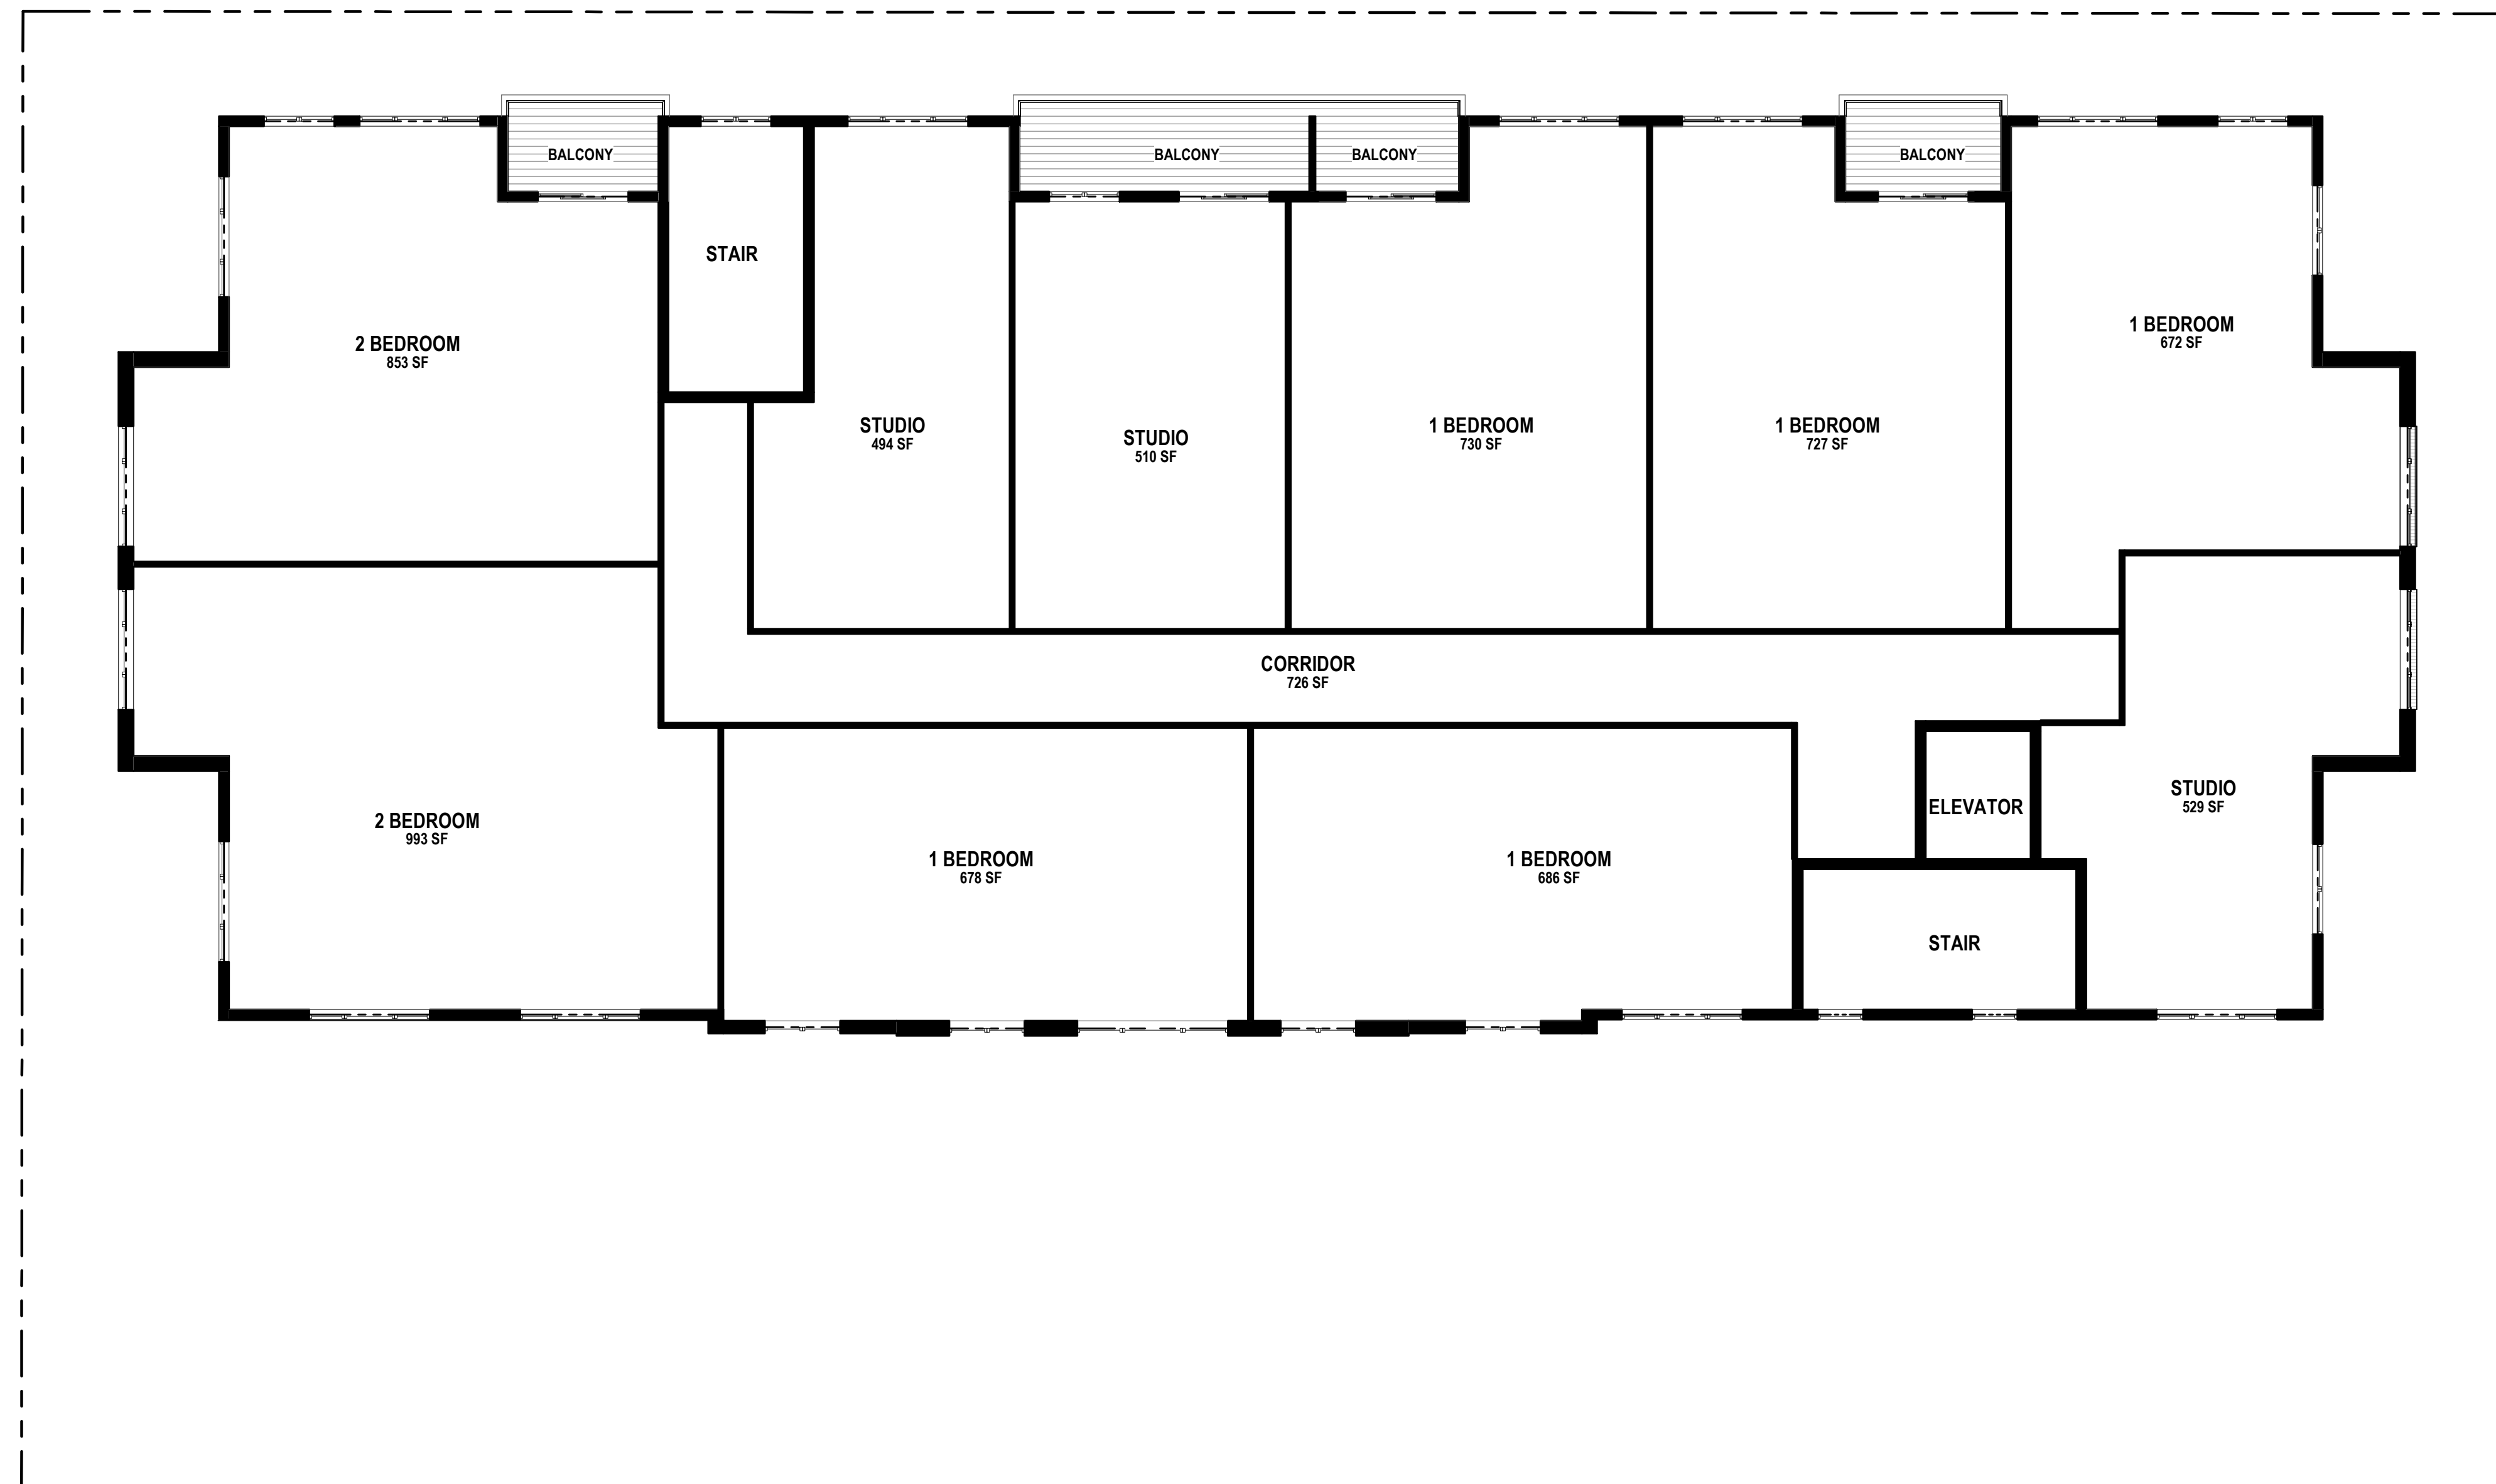 BALCONY
BALCONY
BALCONY
BALCONY
STAIR
2 BEDROOM
853 SF
STUDIO
494 SF
STUDIO
510 SF
1 BEDROOM
730 SF
1 BEDROOM
727 SF
1 BEDROOM
672 SF
CORRIDOR
726 SF
2 BEDROOM
993 SF
1 BEDROOM
678 SF
1 BEDROOM
686 SF
ELEVATOR
STUDIO
529 SF
STAIR